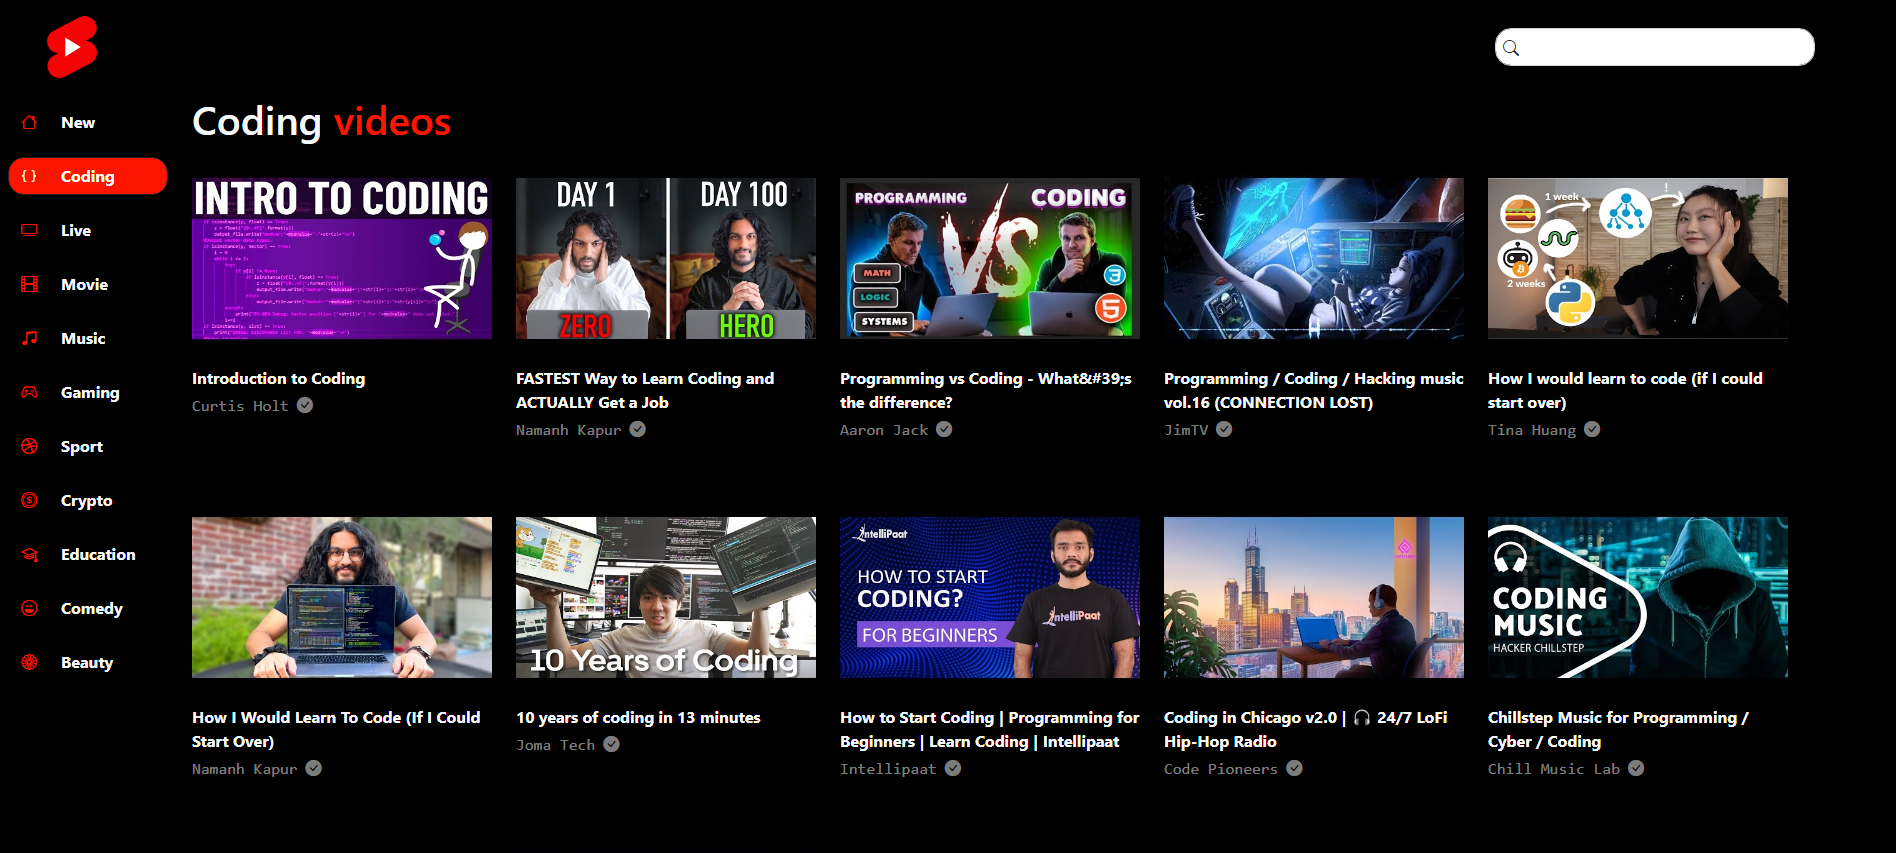 New
Coding
Live
Movie
Music
Gaming
Sport
Crypto
Education
Comedy
Beauty
Coding videos
INTRO TO CODING
Introduction to Coding
Curtis Holt
DAY 1
DAY 100
ZERO
HERO
FASTEST Way to Learn Coding and
ACTUALLY Get a Job
Namanh Kapur
PROGRAMMING
CODING
VS
MATH
LOGIC
SYSTEMS
3
5
Programming vs Coding - What&#39;s
the difference?
Aaron Jack
Programming / Coding / Hacking music
vol.16 (CONNECTION LOST)
JimTV
1 week
!
2 weeks
How I would learn to code (if I could
start over)
Tina Huang
How I Would Learn To Code (If I Could
Start Over)
Namanh Kapur
10 Years of Coding
10 years of coding in 13 minutes
Joma Tech
IntelliPaat
HOW TO START
CODING?
FOR BEGINNERS
IntelliPaat
How to Start Coding | Programming for
Beginners | Learn Coding | Intellipaat
Intellipaat
Coding in Chicago v2.0 | 🎧 24/7 LoFi
Hip-Hop Radio
Code Pioneers
CODING
MUSIC
HACKER CHILLSTEP
Chillstep Music for Programming /
Cyber / Coding
Chill Music Lab